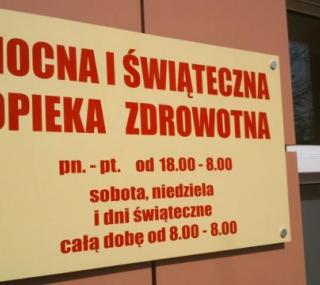 NOCNA I ŚWIĄTECZNA
OPIEKA ZDROWOTNA
pn. - pt. od 18.00 - 8.00
sobota, niedziela
i dni świąteczne
całą dobę od 8.00 - 8.00